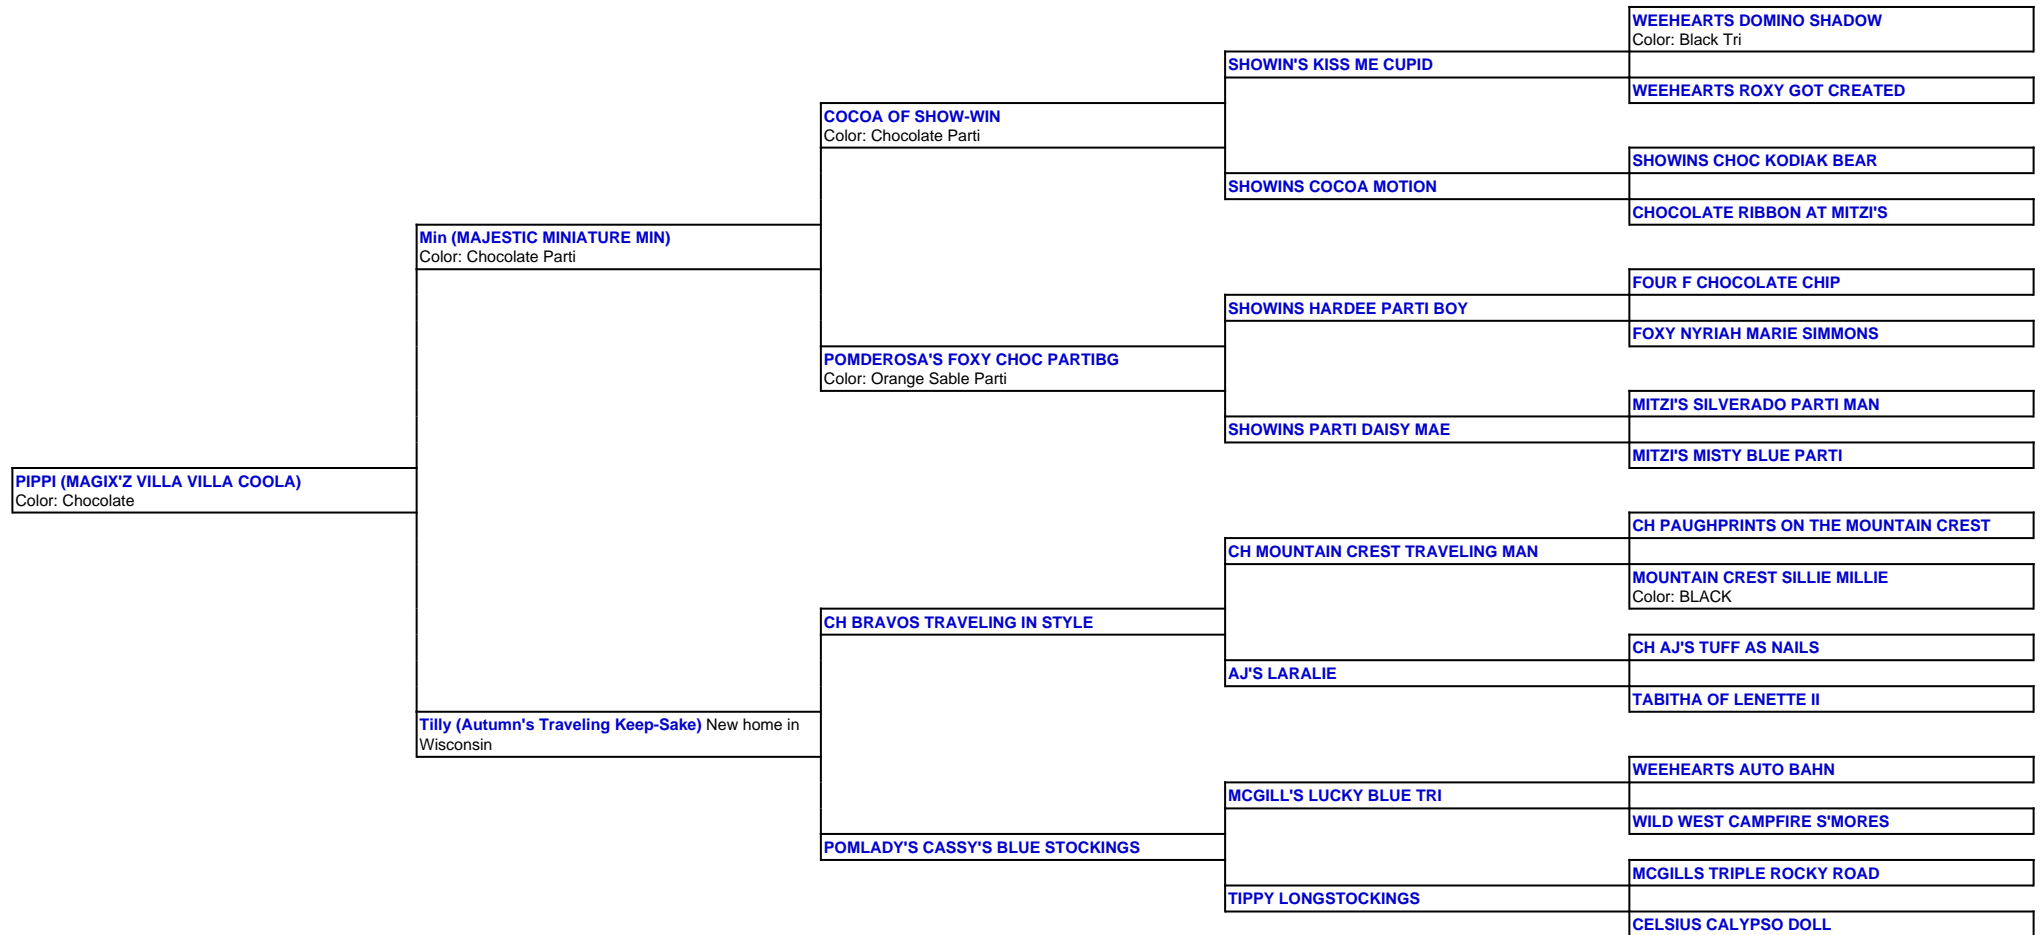 WEEHEARTS DOMINO SHADOW
Color: Black Tri
SHOWIN'S KISS ME CUPID
WEEHEARTS ROXY GOT CREATED
COCOA OF SHOW-WIN
Color: Chocolate Parti
SHOWINS CHOC KODIAK BEAR
SHOWINS COCOA MOTION
CHOCOLATE RIBBON AT MITZI'S
Min (MAJESTIC MINIATURE MIN)
Color: Chocolate Parti
FOUR F CHOCOLATE CHIP
SHOWINS HARDEE PARTI BOY
FOXY NYRIAH MARIE SIMMONS
POMDEROSA'S FOXY CHOC PARTIBG
Color: Orange Sable Parti
MITZI'S SILVERADO PARTI MAN
SHOWINS PARTI DAISY MAE
MITZI'S MISTY BLUE PARTI
PIPPI (MAGIX'Z VILLA VILLA COOLA)
Color: Chocolate
CH PAUGHPRINTS ON THE MOUNTAIN CREST
CH MOUNTAIN CREST TRAVELING MAN
MOUNTAIN CREST SILLIE MILLIE
Color: BLACK
CH BRAVOS TRAVELING IN STYLE
CH AJ'S TUFF AS NAILS
AJ'S LARALIE
TABITHA OF LENETTE II
Tilly (Autumn's Traveling Keep-Sake) New home in
Wisconsin
WEEHEARTS AUTO BAHN
MCGILL'S LUCKY BLUE TRI
WILD WEST CAMPFIRE S'MORES
POMLADY'S CASSY'S BLUE STOCKINGS
MCGILLS TRIPLE ROCKY ROAD
TIPPY LONGSTOCKINGS
CELSIUS CALYPSO DOLL